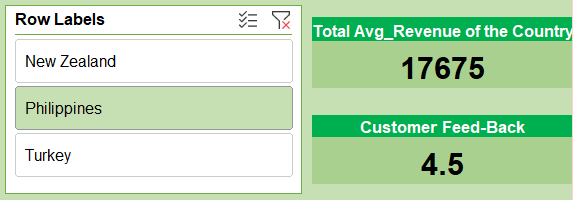 Row Labels
New Zealand
Philippines
Turkey
Total Avg_Revenue of the Country
17675
Customer Feed-Back
4.5